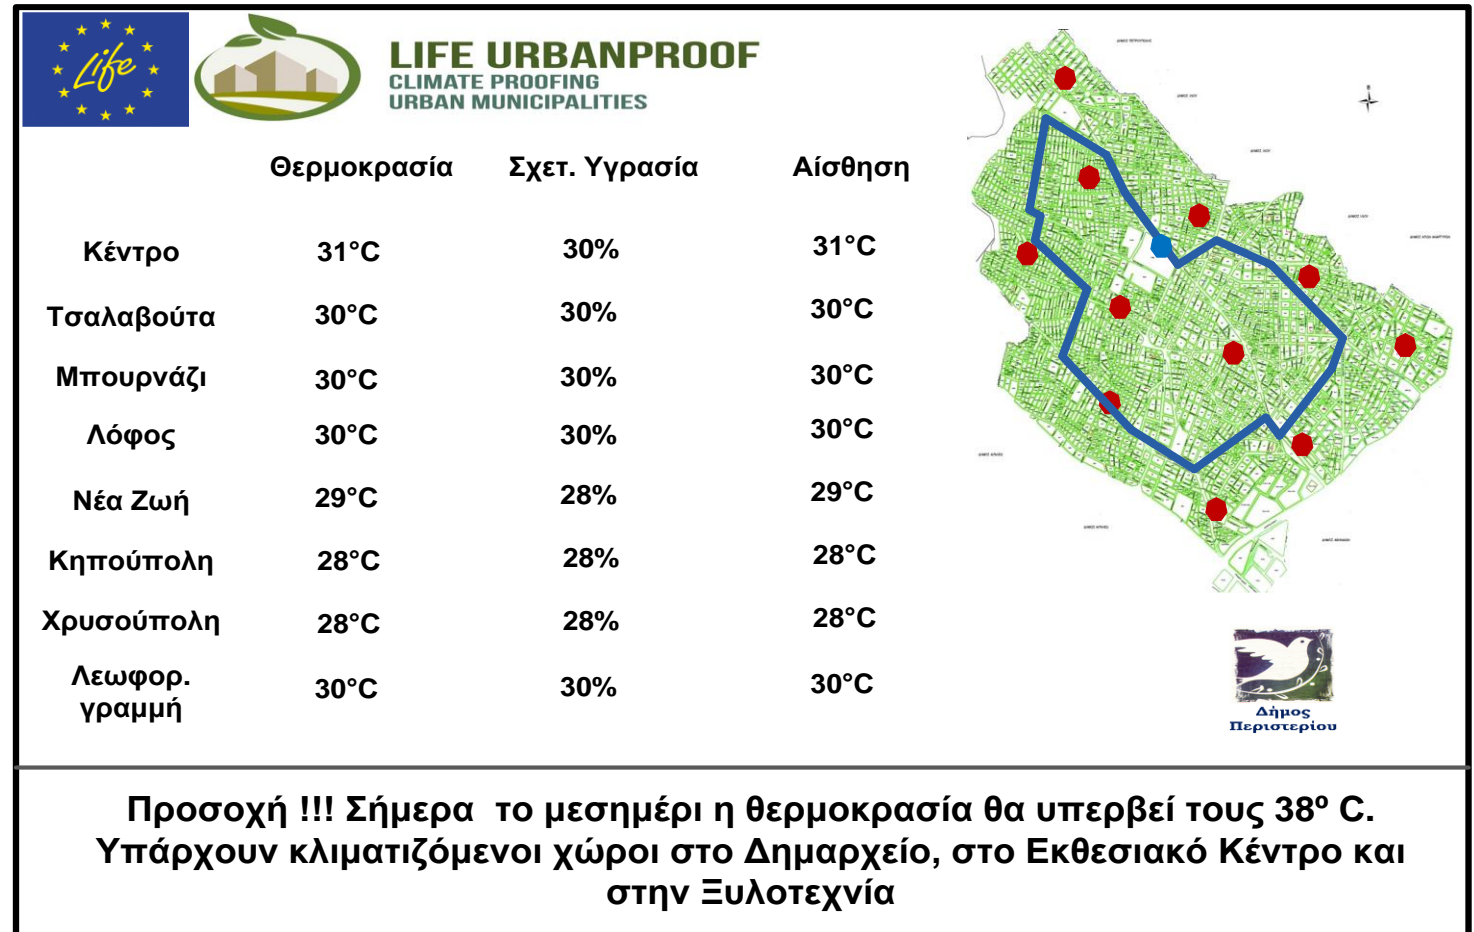 Life
LIFE URBANPROOF
CLIMATE PROOFING
URBAN MUNICIPALITIES
Θερμοκρασία Σχετ. Υγρασία Αίσθηση
Κέντρο 31°C 30% 31°C
Τσαλαβούτα 30°C 30% 30°C
Μπουρνάζι 30°C 30% 30°C
Λόφος 30°C 30% 30°C
Νέα Ζωή 29°C 28% 29°C
Κηπούπολη 28°C 28% 28°C
Χρυσούπολη 28°C 28% 28°C
Λεωφορ.
γραμμή 30°C 30% 30°C
Δήμος
Περιστερίου
Προσοχή !!! Σήμερα το μεσημέρι η θερμοκρασία θα υπερβεί τους 38º C.
Υπάρχουν κλιματιζόμενοι χώροι στο Δημαρχείο, στο Εκθεσιακό Κέντρο και
στην Ξυλοτεχνία